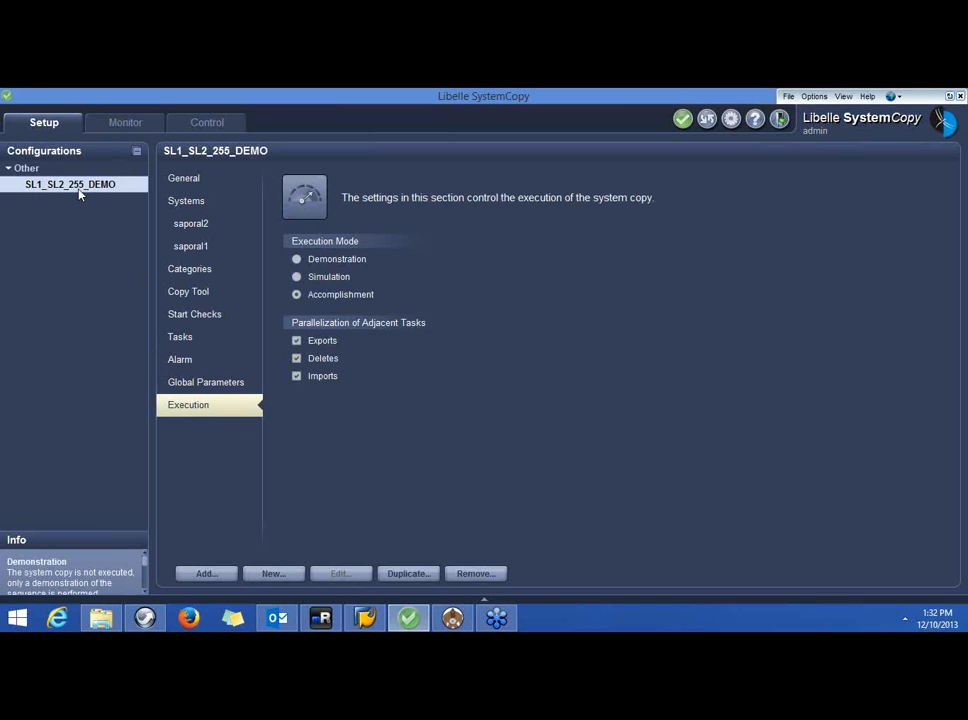 Libelle SystemCopy
File Options View Help
Setup Monitor Control
Libelle SystemCopy
admin
Configurations
Other
SL1_SL2_255_DEMO
SL1_SL2_255_DEMO
General
Systems
saporal2
saporal1
Categories
Copy Tool
Start Checks
Tasks
Alarm
Global Parameters
Execution
The settings in this section control the execution of the system copy.
Execution Mode
Demonstration
Simulation
Accomplishment
Parallelization of Adjacent Tasks
Exports
Deletes
Imports
Info
Demonstration
The system copy is not executed,
only a demonstration of the
sequence is performed.
Add... New... Edit... Duplicate... Remove...
1:32 PM
12/10/2013